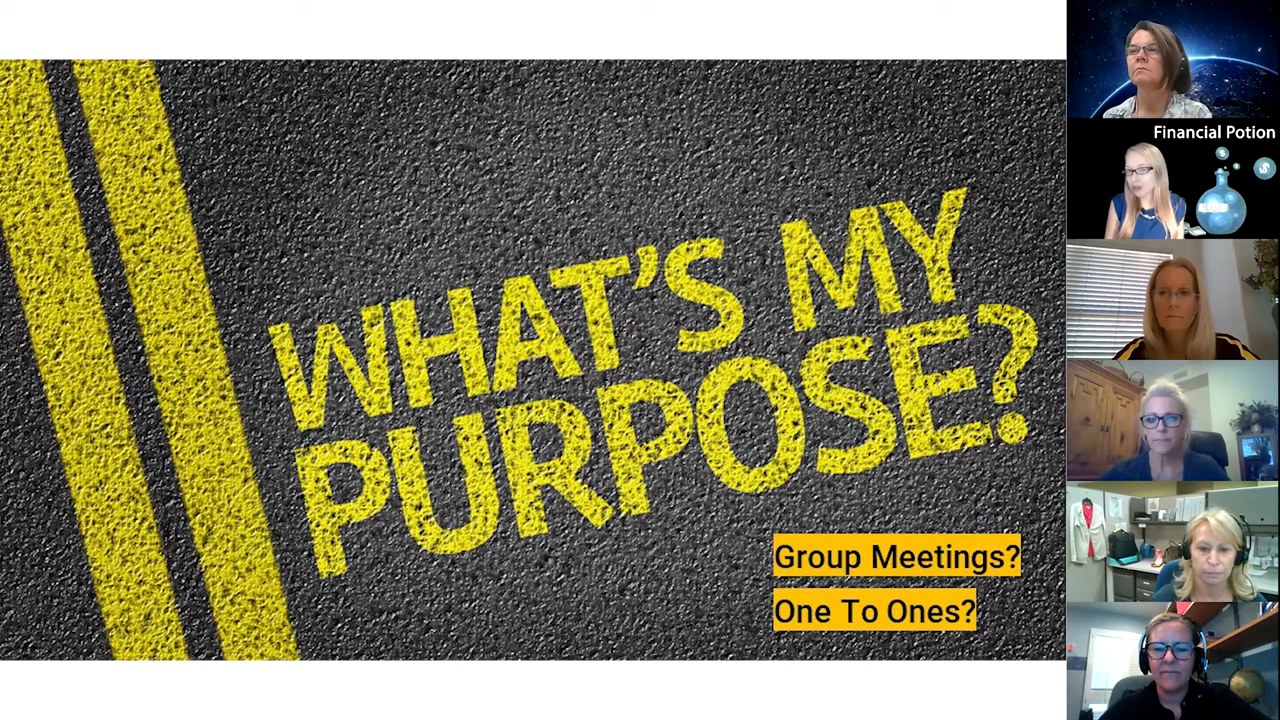 WHAT'S MY
PURPOSE?
Group Meetings?
One To Ones?
Financial Potion